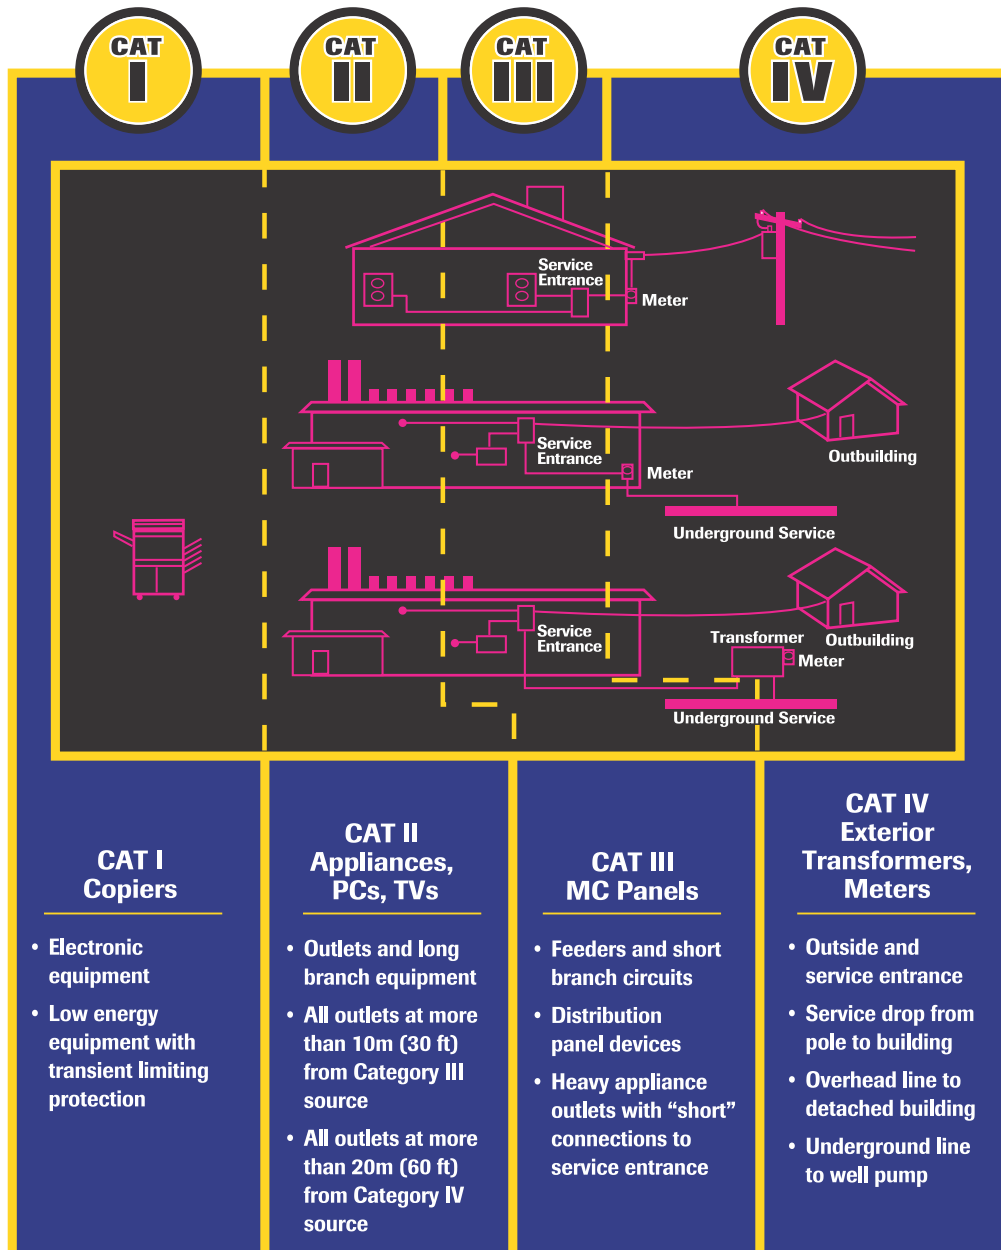 CAT
I
CAT
II
CAT
III
CAT
IV
Service
Entrance
Meter
Service
Entrance
Meter
Outbuilding
Underground Service
Service
Entrance
Transformer
Outbuilding
Meter
Underground Service
CAT I
Copiers
• Electronic
equipment
• Low energy
equipment with
transient limiting
protection
CAT II
Appliances,
PCs, TVs
• Outlets and long
branch equipment
• All outlets at more
than 10m (30 ft)
from Category III
source
• All outlets at more
than 20m (60 ft)
from Category IV
source
CAT III
MC Panels
• Feeders and short
branch circuits
• Distribution
panel devices
• Heavy appliance
outlets with “short”
connections to
service entrance
CAT IV
Exterior
Transformers,
Meters
• Outside and
service entrance
• Service drop from
pole to building
• Overhead line to
detached building
• Underground line
to well pump